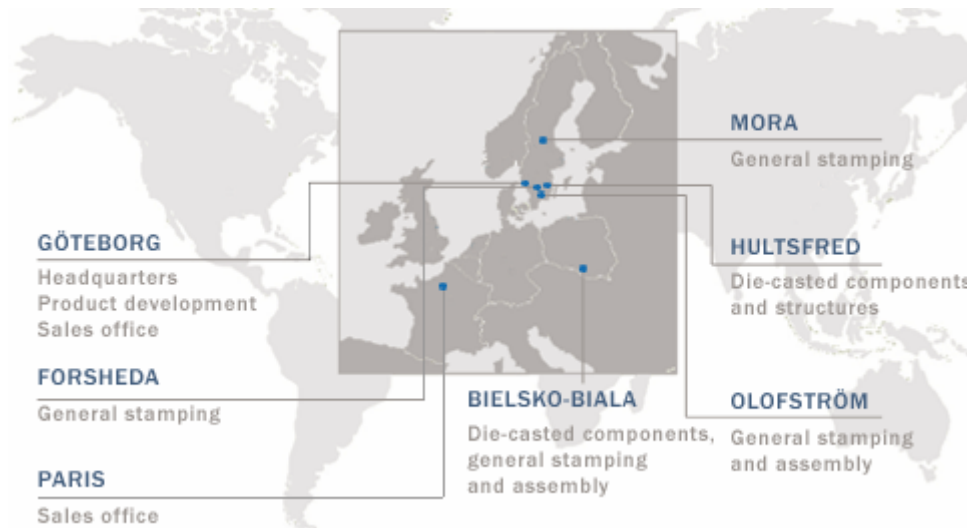 MORA
General stamping
GÖTEBORG
Headquarters
Product development
Sales office
HULTSFRED
Die-casted components
and structures
FORSHEDA
General stamping
BIELSKO-BIALA
Die-casted components,
general stamping
and assembly
OLOFSTRÖM
General stamping
and assembly
PARIS
Sales office